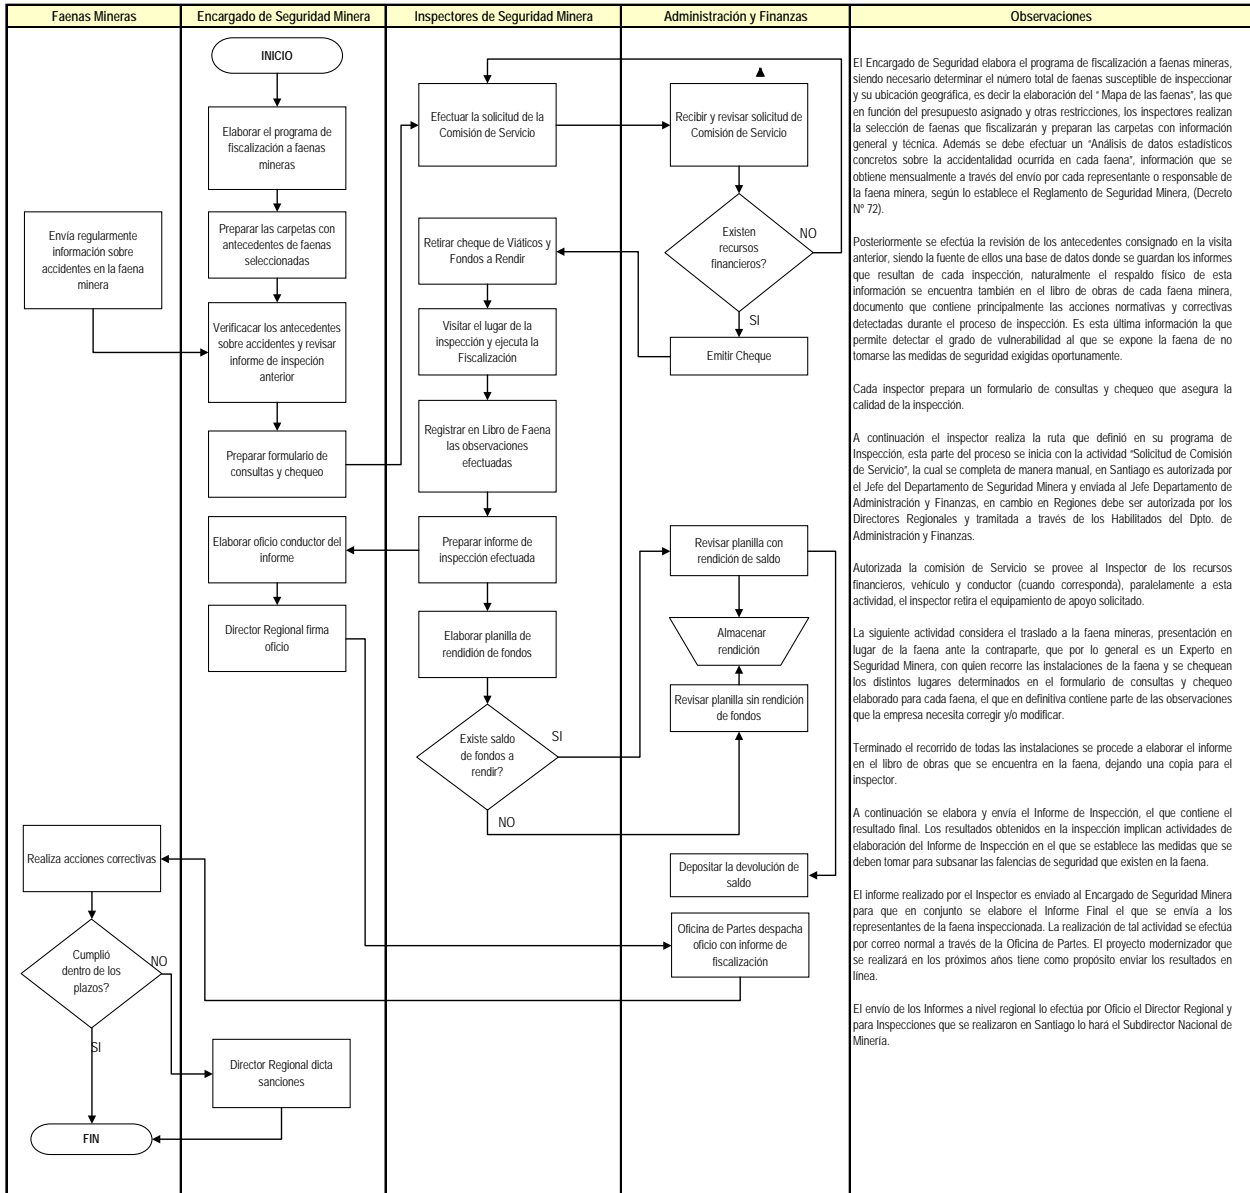 Faenas Mineras
Encargado de Seguridad Minera
Inspectores de Seguridad Minera
Administración y Finanzas
Observaciones
INICIO
Elaborar el programa de
fiscalización a faenas
mineras
Preparar las carpetas con
antecedentes de faenas
seleccionadas
Envía regularmente
información sobre
accidentes en la faena
minera
Verificacar los antecedentes
sobre accidentes y revisar
informe de inspeción
anterior
Preparar formulario de
consultas y chequeo
Efectuar la solicitud de la
Comisión de Servicio
Recibir y revisar solicitud de
Comisión de Servicio
Existen
recursos
financieros?
NO
SI
Emitir Cheque
Retirar cheque de Viáticos y
Fondos a Rendir
Visitar el lugar de la
inspección y ejecuta la
Fiscalización
Registrar en Libro de Faena
las observaciones
efectuadas
Preparar informe de
inspección efectuada
Elaborar oficio conductor del
informe
Director Regional firma
oficio
Elaborar planilla de
rendidión de fondos
Existe saldo
de fondos a
rendir?
SI
NO
Revisar planilla con
rendición de saldo
Almacenar
rendición
Revisar planilla sin rendición
de fondos
Depositar la devolución de
saldo
Oficina de Partes despacha
oficio con informe de
fiscalización
Realiza acciones correctivas
Cumplió
dentro de los
plazos?
NO
SI
Director Regional dicta
sanciones
FIN
El Encargado de Seguridad elabora el programa de fiscalización a faenas mineras,
siendo necesario determinar el número total de faenas susceptible de inspeccionar
y su ubicación geográfica, es decir la elaboración del " Mapa de las faenas", las que
en función del presupuesto asignado y otras restricciones, los inspectores realizan
la selección de faenas que fiscalizarán y preparan las carpetas con información
general y técnica. Además se debe efectuar un "Análisis de datos estadísticos
concretos sobre la accidentalidad ocurrida en cada faena", información que se
obtiene mensualmente a través del envío por cada representante o responsable de
la faena minera, según lo establece el Reglamento de Seguridad Minera, (Decreto
Nº 72).
Posteriormente se efectúa la revisión de los antecedentes consignado en la visita
anterior, siendo la fuente de ellos una base de datos donde se guardan los informes
que resultan de cada inspección, naturalmente el respaldo físico de esta
información se encuentra también en el libro de obras de cada faena minera,
documento que contiene principalmente las acciones normativas y correctivas
detectadas durante el proceso de inspección. Es esta última información la que
permite detectar el grado de vulnerabilidad al que se expone la faena de no
tomarse las medidas de seguridad exigidas oportunamente.
Cada inspector prepara un formulario de consultas y chequeo que asegura la
calidad de la inspección.
A continuación el inspector realiza la ruta que definió en su programa de
Inspección, esta parte del proceso se inicia con la actividad "Solicitud de Comisión
de Servicio", la cual se completa de manera manual, en Santiago es autorizada por
el Jefe del Departamento de Seguridad Minera y enviada al Jefe Departamento de
Administración y Finanzas, en cambio en Regiones debe ser autorizada por los
Directores Regionales y tramitada a través de los Habilitados del Dpto. de
Administración y Finanzas.
Autorizada la comisión de Servicio se provee al Inspector de los recursos
financieros, vehículo y conductor (cuando corresponda), paralelamente a esta
actividad, el inspector retira el equipamiento de apoyo solicitado.
La siguiente actividad considera el traslado a la faena mineras, presentación en
lugar de la faena ante la contraparte, que por lo general es un Experto en
Seguridad Minera, con quien recorre las instalaciones de la faena y se chequean
los distintos lugares determinados en el formulario de consultas y chequeo
elaborado para cada faena, el que en definitiva contiene parte de las observaciones
que la empresa necesita corregir y/o modificar.
Terminado el recorrido de todas las instalaciones se procede a elaborar el informe
en el libro de obras que se encuentra en la faena, dejando una copia para el
inspector.
A continuación se elabora y envía el Informe de Inspección, el que contiene el
resultado final. Los resultados obtenidos en la inspección implican actividades de
elaboración del Informe de Inspección en el que se establece las medidas que se
deben tomar para subsanar las falencias de seguridad que existen en la faena.
El informe realizado por el Inspector es enviado al Encargado de Seguridad Minera
para que en conjunto se elabore el Informe Final el que se envía a los
representantes de la faena inspeccionada. La realización de tal actividad se efectúa
por correo normal a través de la Oficina de Partes. El proyecto modernizador que
se realizará en los próximos años tiene como propósito enviar los resultados en
línea.
El envío de los Informes a nivel regional lo efectúa por Oficio el Director Regional y
para Inspecciones que se realizaron en Santiago lo hará el Subdirector Nacional de
Minería.